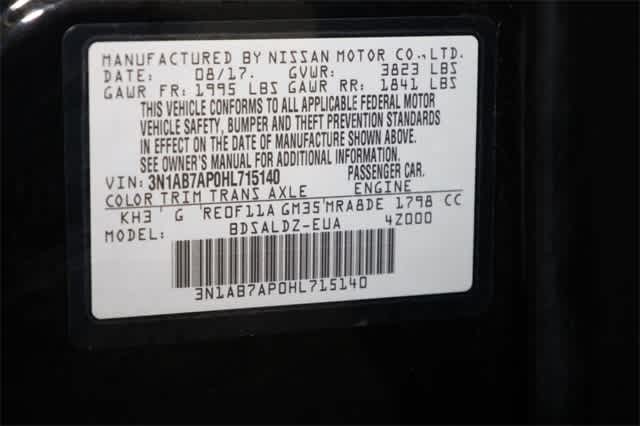 MANUFACTURED BY NISSAN MOTOR CO., LTD.
DATE: 08/17. GVWR: 3823 LBS
GAWR FR: 1995 LBS GAWR RR: 1841 LBS
THIS VEHICLE CONFORMS TO ALL APPLICABLE FEDERAL MOTOR
VEHICLE SAFETY, BUMPER AND THEFT PREVENTION STANDARDS
IN EFFECT ON THE DATE OF MANUFACTURE SHOWN ABOVE.
SEE OWNER'S MANUAL FOR ADDITIONAL INFORMATION
VIN: 3N1AB7AP0HL715140 PASSENGER CAR.
COLOR TRIM TRANS AXLE ENGINE
KH3 G RE0F11A GM35 MRA8DE 1798 CC
MODEL: BDSALDZ-EUA 4Z000
3N1AB7AP0HL715140